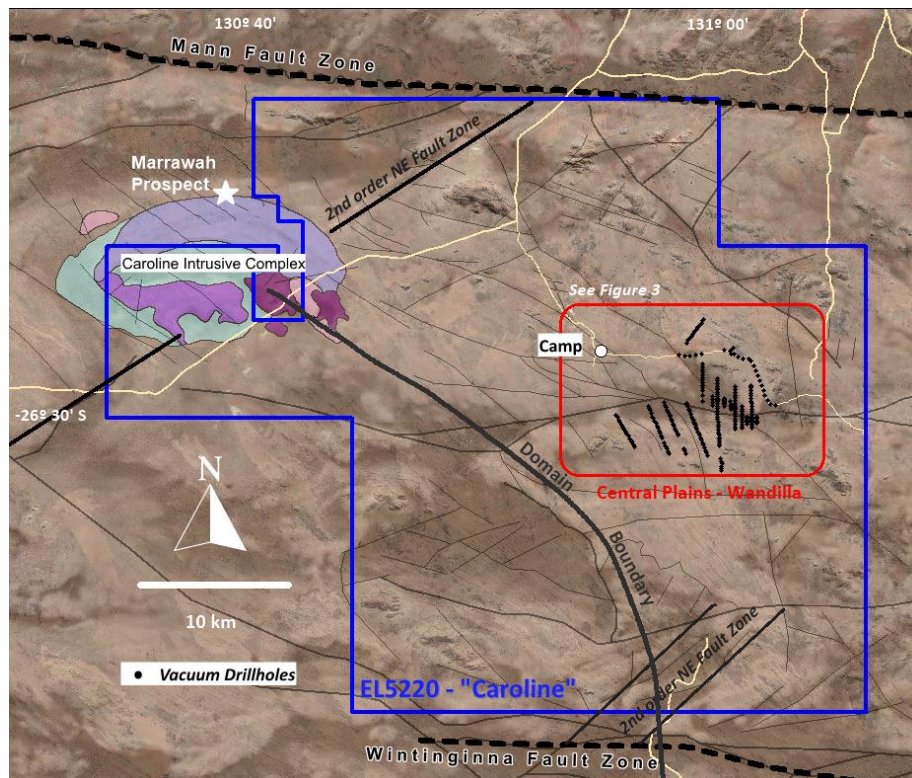 130º 40'
131º 00'
Mann Fault Zone
2nd order NE Fault Zone
Marrawah
Prospect
Caroline Intrusive Complex
See Figure 3
Camp
-26º 30' S
Central Plains - Wandilla
Domain
Boundary
N
10 km
Vacuum Drillholes
2nd order NE Fault Zone
EL5220 - "Caroline"
Wintinginna Fault Zone